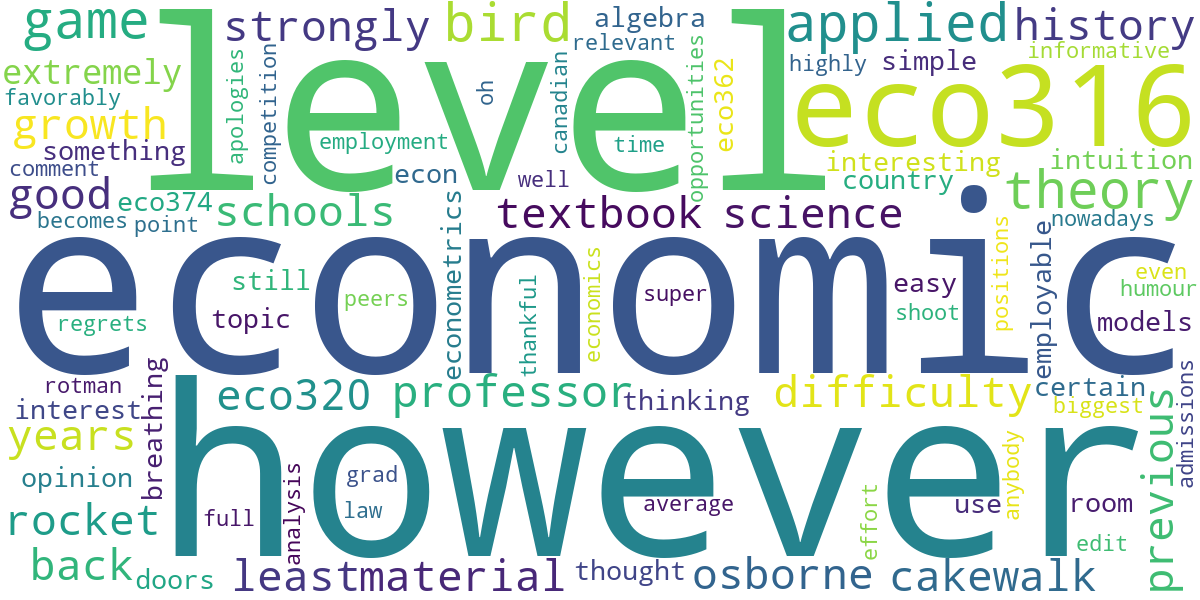 game
strongly
bird
algebra
relevant
applied
history
informative
extremely
favorably
growth
something
comment
good
becomes
eco374
point
level
apologies
competition
employment
econ
oh
well
canadian
time
opportunities
eco362
highly
simple
eco316
interesting
country
intuition
theory
nowadays
schools
textbook
science
economic
still
topic
regrets
peers
econometrics
thankful
economics
super
easy
shoot
positions
employable
even
humour
models
rotman
interest
years
breathing
opinion
rocket
back
doors
eco320
professor
thinking
difficulty
certain
biggest
previous
admissions
however
grad
law
full
analysis
average
effort
use
anybody
room
edit
least
material
thought
osborne
cakewalk